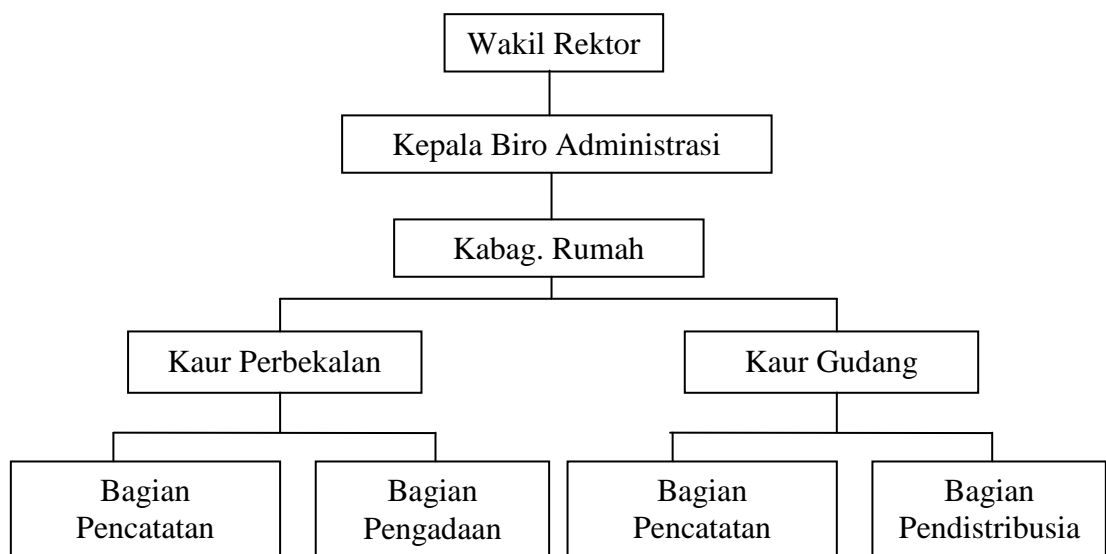 Wakil Rektor
Kepala Biro Administrasi
Kabag. Rumah
Kaur Perbekalan
Kaur Gudang
Bagian
Pencatatan
Bagian
Pengadaan
Bagian
Pencatatan
Bagian
Pendistribusia